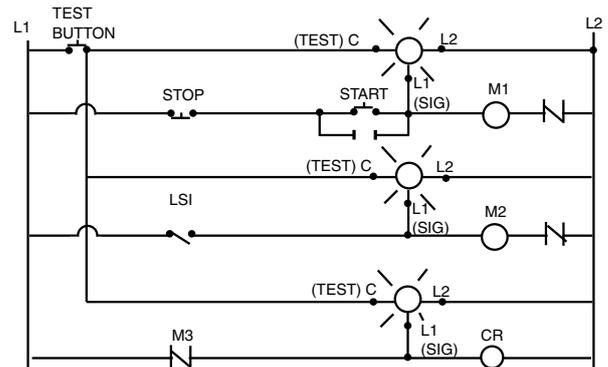 TEST
BUTTON
L1
L2
(TEST) C
L2
L1
(SIG)
STOP
START
M1
(TEST) C
L2
LSI
L1
(SIG)
M2
(TEST) C
L2
L1
(SIG)
M3
CR